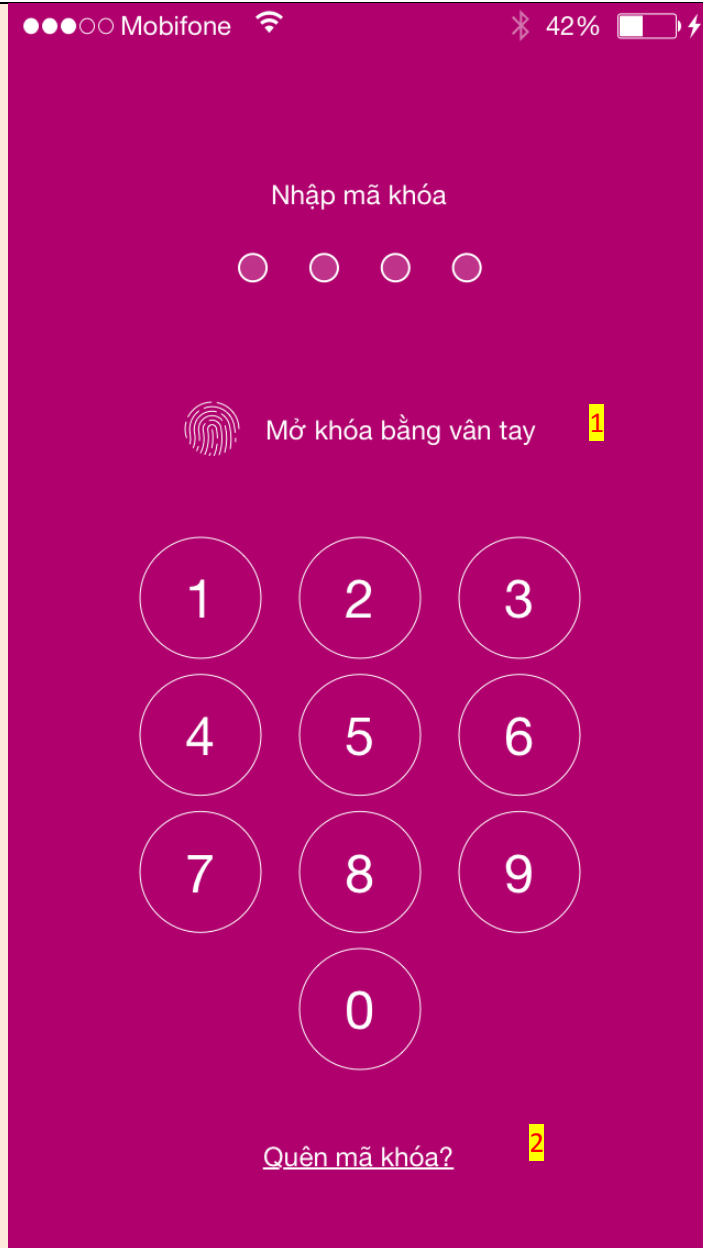 Mobifone 42%
Nhập mã khóa
Mở khóa bằng vân tay 1
1 2 3
4 5 6
7 8 9
0
Quên mã khóa? 2